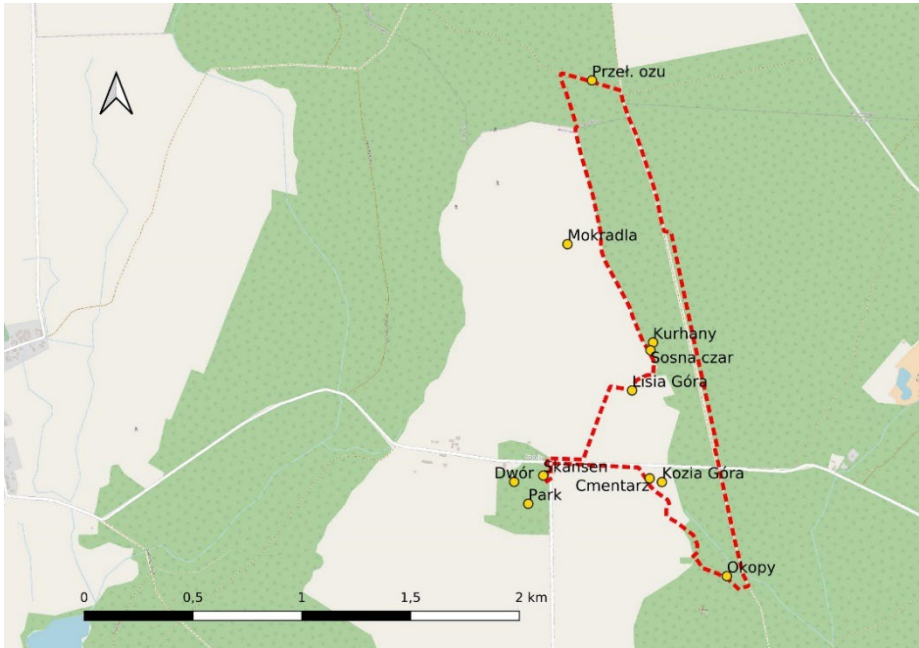 Przeł. ozu
Mokradla
Kurhany
Sosna czar
Lisia Góra
Dwór
Skansen
Cmentarz
Kozia Góra
Park
Okopy
0 0,5 1 1,5 2 km